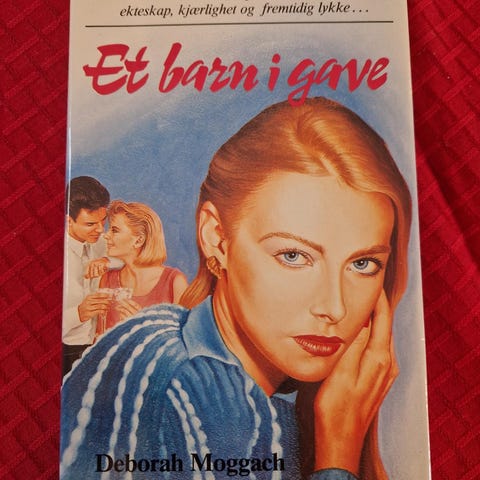 ekteskap, kjærlighet og fremtidig lykke...
Et barn i gave
Deborah Moggach